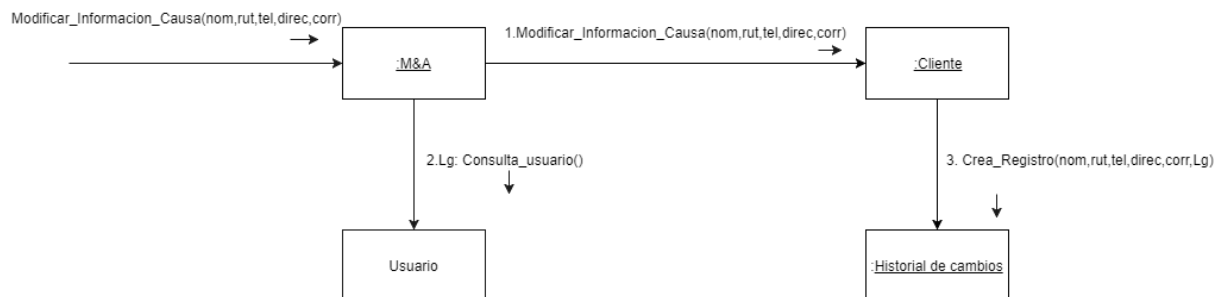 Modificar_Informacion_Causa(nom,rut,tel,direc,corr)
1.Modificar_Informacion_Causa(nom,rut,tel,direc,corr)
:M&A
:Cliente
2.Lg: Consulta_usuario()
3. Crea_Registro(nom,rut,tel,direc,corr,Lg)
Usuario
:Historial de cambios